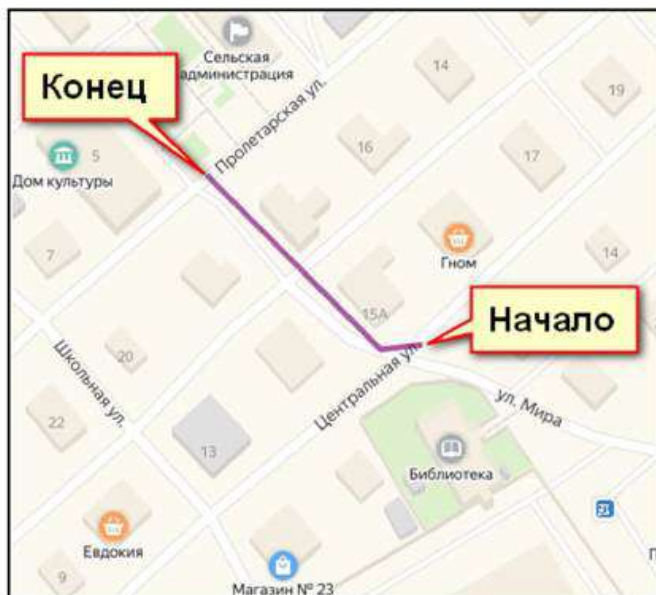 Сельская
администрация
14
Конец
19
Пролетарская ул.
5
16
17
Дом культуры
7
Гном
14
15А
Начало
20
Школьная ул.
Центральная ул.
22
ул. Мира
13
Библиотека
Евдокия
9
Магазин № 23